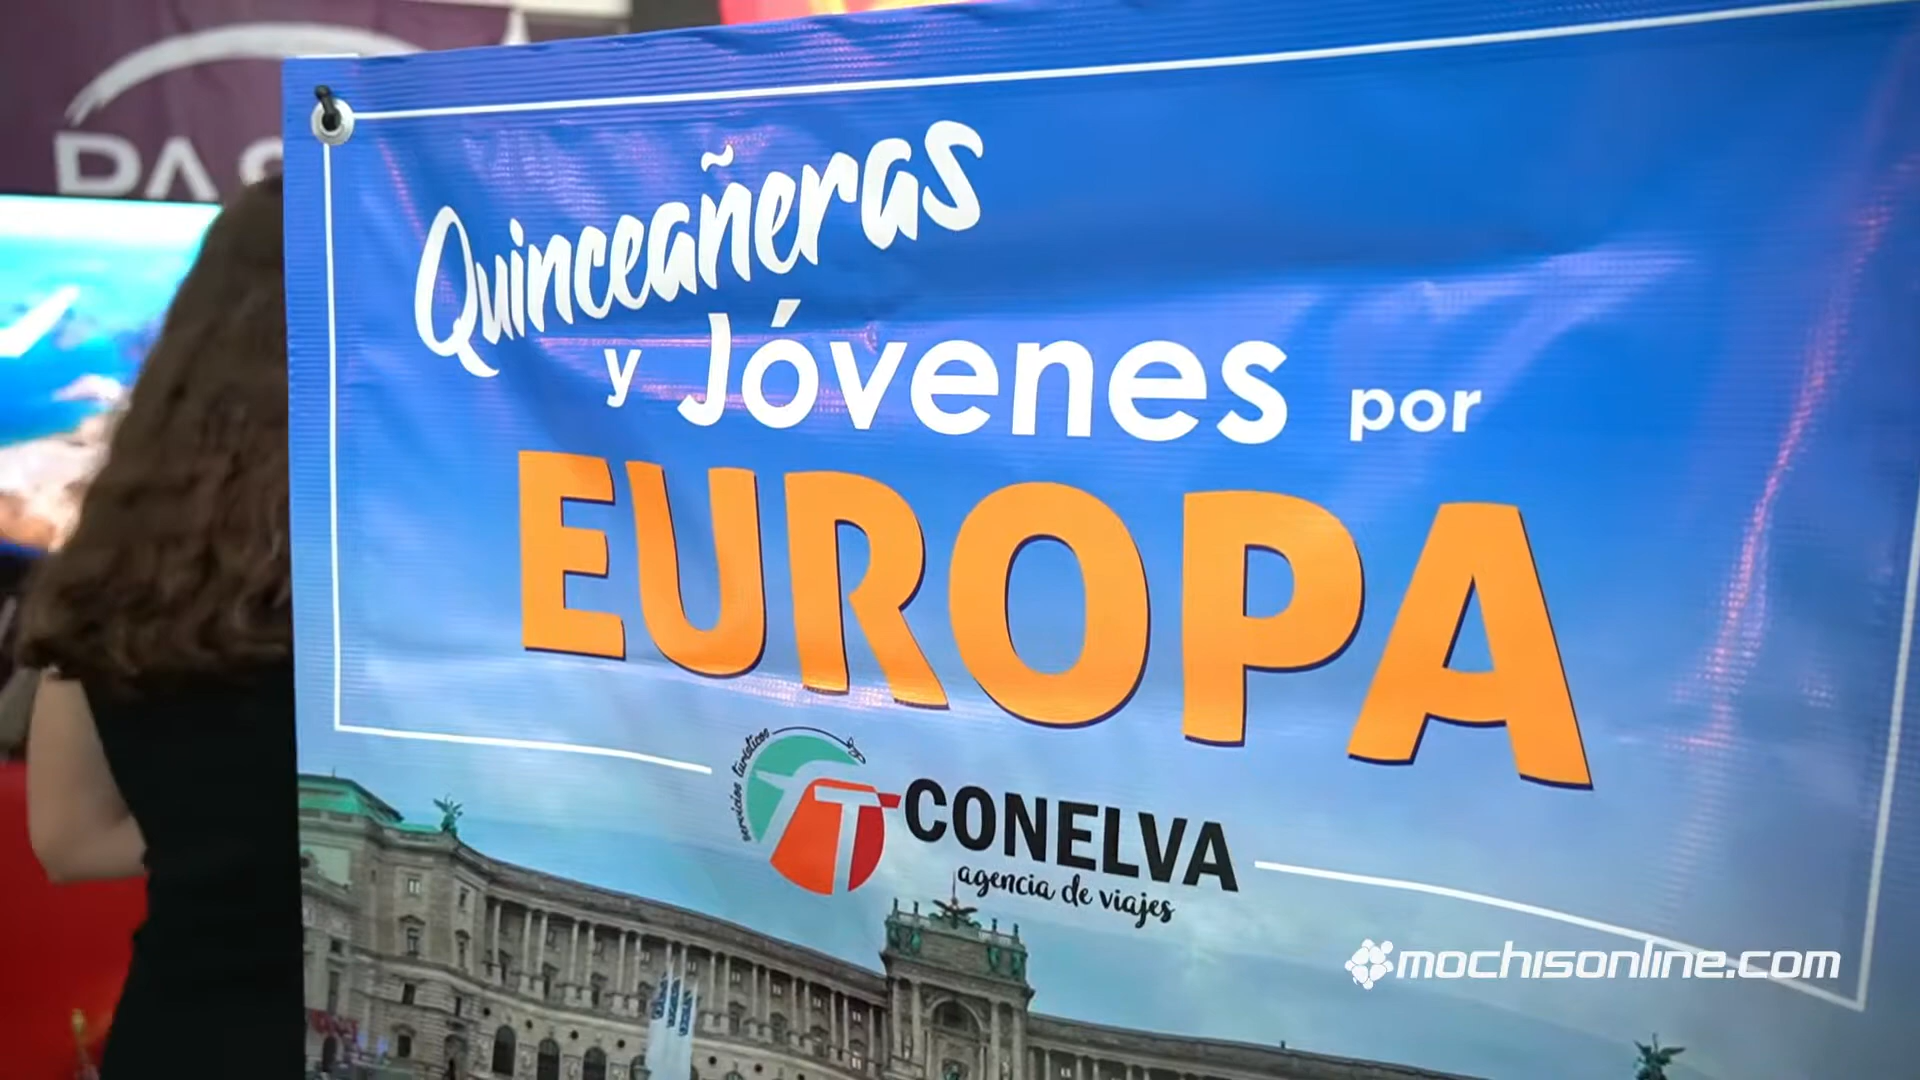 Quinceañeras
y Jóvenes por
EUROPA
servicios turísticos
CONELVA
agencia de viajes
mochisonline.com